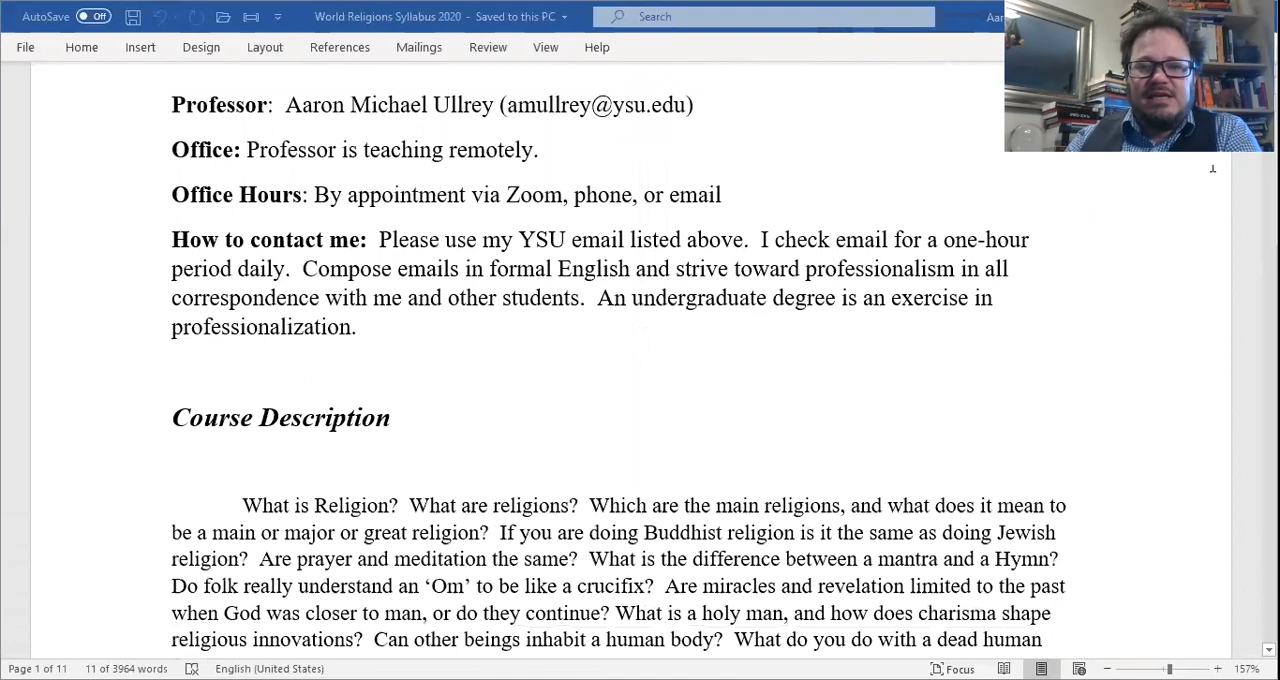 AutoSave Off World Religions Syllabus 2020 - Saved to this PC Search Aar
File Home Insert Design Layout References Mailings Review View Help
Professor: Aaron Michael Ullrey (amullrey@ysu.edu)
Office: Professor is teaching remotely.
Office Hours: By appointment via Zoom, phone, or email
How to contact me: Please use my YSU email listed above. I check email for a one-hour
period daily. Compose emails in formal English and strive toward professionalism in all
correspondence with me and other students. An undergraduate degree is an exercise in
professionalization.
Course Description
What is Religion? What are religions? Which are the main religions, and what does it mean to
be a main or major or great religion? If you are doing Buddhist religion is it the same as doing Jewish
religion? Are prayer and meditation the same? What is the difference between a mantra and a Hymn?
Do folk really understand an ‘Om’ to be like a crucifix? Are miracles and revelation limited to the past
when God was closer to man, or do they continue? What is a holy man, and how does charisma shape
religious innovations? Can other beings inhabit a human body? What do you do with a dead human
Page 1 of 11 11 of 3964 words English (United States) Focus 157%